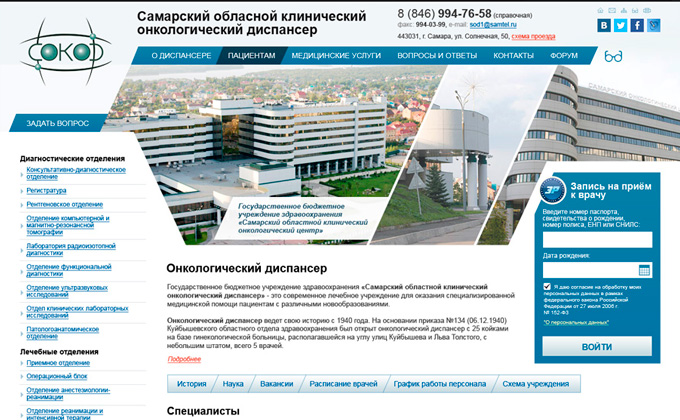 СОКОД
Самарский обласной клинический
онкологический диспансер
8 (846) 994-76-58 (справочная)
факс: 994-03-99, e-mail: sod1@samtel.ru
443031, г. Самара, ул. Солнечная, 50, схема проезда
О ДИСПАНСЕРЕ ПАЦИЕНТАМ МЕДИЦИНСКИЕ УСЛУГИ ВОПРОСЫ И ОТВЕТЫ КОНТАКТЫ ФОРУМ
САМАРСКИЙ ОНКОЛОГИЧЕСКИЙ
ЗАДАТЬ ВОПРОС
Диагностические отделения
Консультативно-диагностическое
отделение
Регистратура
Рентгеновское отделение
Отделение компьютерной и
магнитно-резонансной
томографии
Лаборатория радиоизотопной
диагностики
Отделение функциональной
диагностики
Отделение ультразвуковых
исследований
Отдел клинических лабораторных
исследований
Патологоанатомическое
отделение
Лечебные отделения
Приемное отделение
Операционный блок
Отделение анестезиологии-
реанимации
Отделение реанимации и
интенсивной терапии
Государственное бюджетное
учреждение здравоохранения
«Самарский областной клинический
онкологический центр»
Онкологический диспансер
Государственное бюджетное учреждение здравоохранения «Самарский областной клинический
онкологический диспансер» - это современное лечебное учреждение для оказания специализированной
медицинской помощи пациентам с различными новообразованиями.
Онкологический диспансер ведет свою историю с 1940 года. На основании приказа №134 (06.12.1940)
Куйбышевского отдела здравоохранения был открыт онкологический диспансер с 25 койками
на базе гинекологической больницы, располагавшейся на углу улиц Куйбышева и Льва Толстого, с
небольшим штатом, всего 5 врачей.
Подробнее
История Наука Вакансии Расписание врачей График работы персонала Схема учреждения
Специалисты
Запись на приём
к врачу
Введите номер паспорта,
свидетельства о рождении,
номер полиса, ЕНП или СНИЛС:
Дата рождения:
Я даю согласие на обработку моих
персональных данных в рамках
федерального закона Российской
Федерации от 27 июля 2006 г.
№ 152-ФЗ
"О персональных данных"
ВОЙТИ